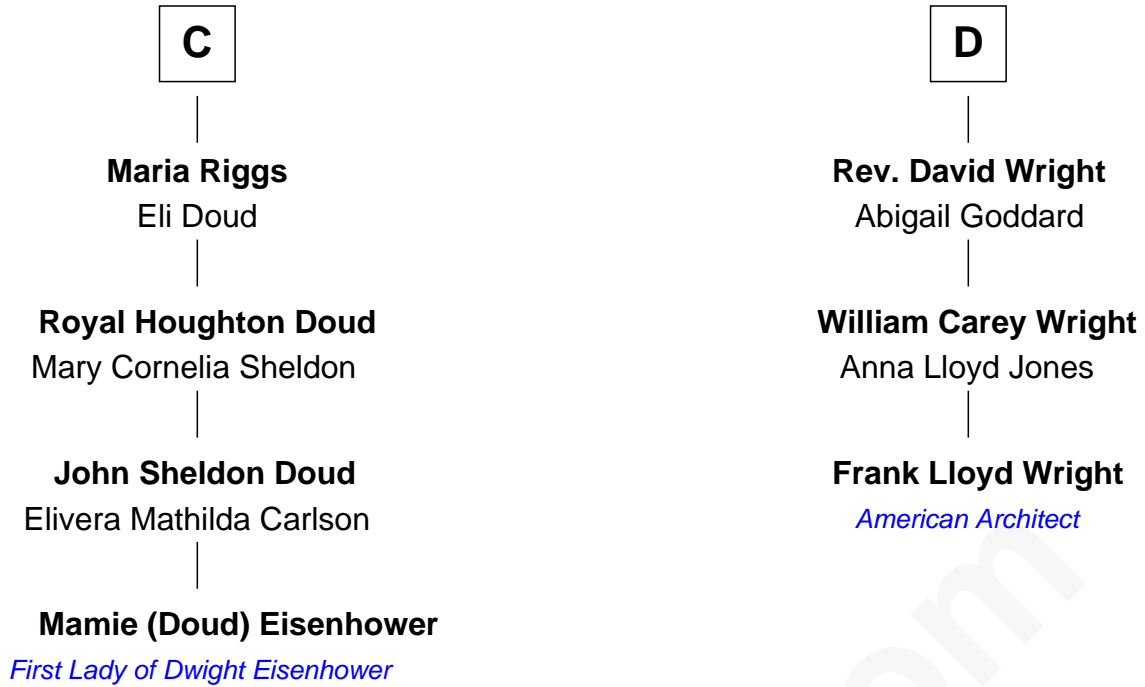 C
Maria Riggs
Eli Doud
Royal Houghton Doud
Mary Cornelia Sheldon
John Sheldon Doud
Elivera Mathilda Carlson
Mamie (Doud) Eisenhower
First Lady of Dwight Eisenhower
D
Rev. David Wright
Abigail Goddard
William Carey Wright
Anna Lloyd Jones
Frank Lloyd Wright
American Architect
om